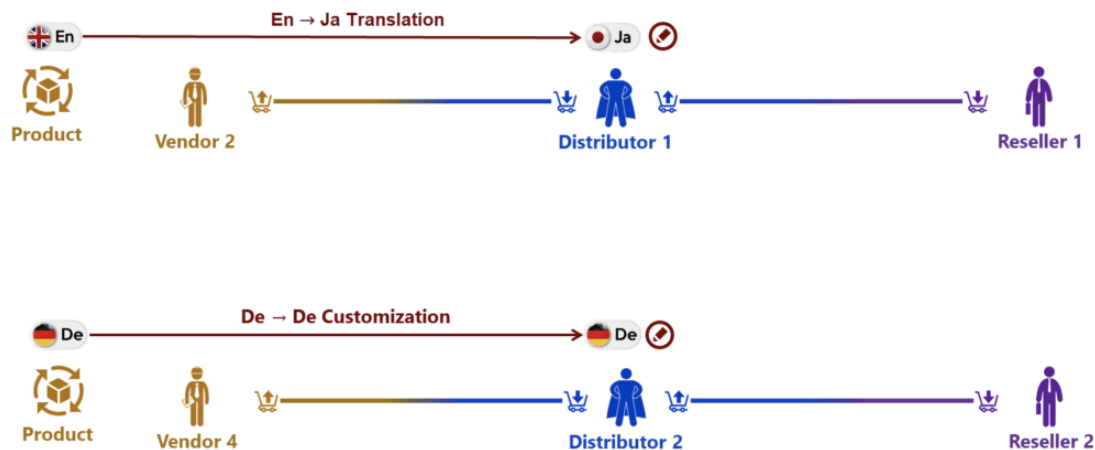 En → Ja Translation
En
Ja
Product
Vendor 2
Distributor 1
Reseller 1
De → De Customization
De
De
Product
Vendor 4
Distributor 2
Reseller 2